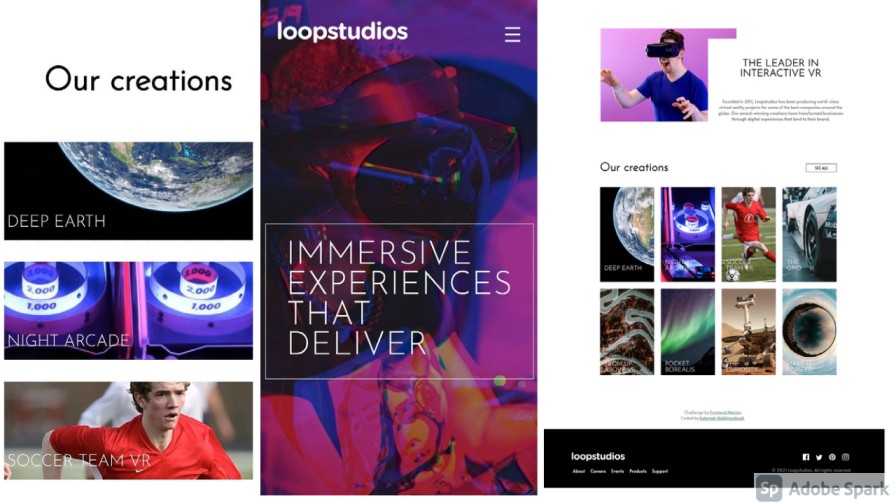 Our creations
DEEP EARTH
3,000
3,000
2,000
2,000
1,000
1,000
NIGHT ARCADE
SOCCER TEAM VR
loopstudios
IMMERSIVE
EXPERIENCES
THAT
DELIVER
THE LEADER IN
INTERACTIVE VR
Founded in 2011, Loopstudios has been producing world-class
virtual reality projects for some of the best companies around the
globe. Our award-winning creations have transformed businesses
through digital experiences that bind to their brand.
Our creations
SEE ALL
DEEP EARTH
NIGHT
ARCADE
SOCCER
TEAM VR
THE
GRID
FROM UP
ABOVE VR
POCKET
BOREALIS
THE
CURIOSITY
Challenge by Frontend Mentor.
Coded by
loopstudios
About Careers Events Products Support
© 2021 Loopstudios. All rights reserved.
Sp Adobe Spark